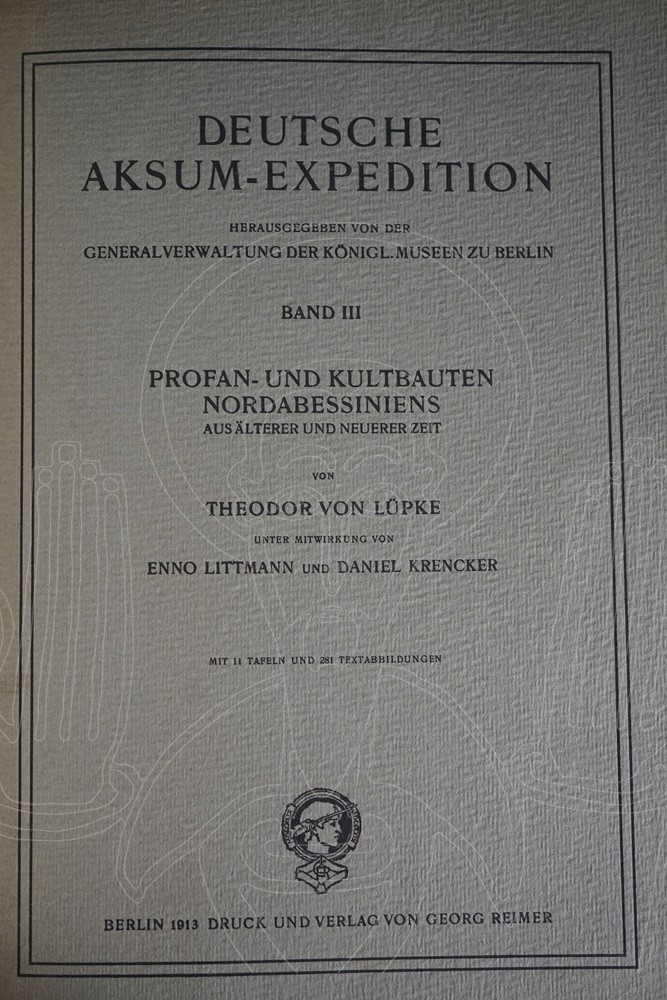 DEUTSCHE
AKSUM-EXPEDITION
HERAUSGEGEBEN VON DER
GENERALVERWALTUNG DER KÖNIGL. MUSEEN ZU BERLIN
BAND III
PROFAN- UND KULTBAUTEN
NORDABESSINIENS
AUS ÄLTERER UND NEUERER ZEIT
VON
THEODOR VON LÜPKE
UNTER MITWIRKUNG VON
ENNO LITTMANN UND DANIEL KRENCKER
MIT 11 TAFELN UND 281 TEXTABBILDUNGEN
BERLIN 1913 DRUCK UND VERLAG VON GEORG REIMER